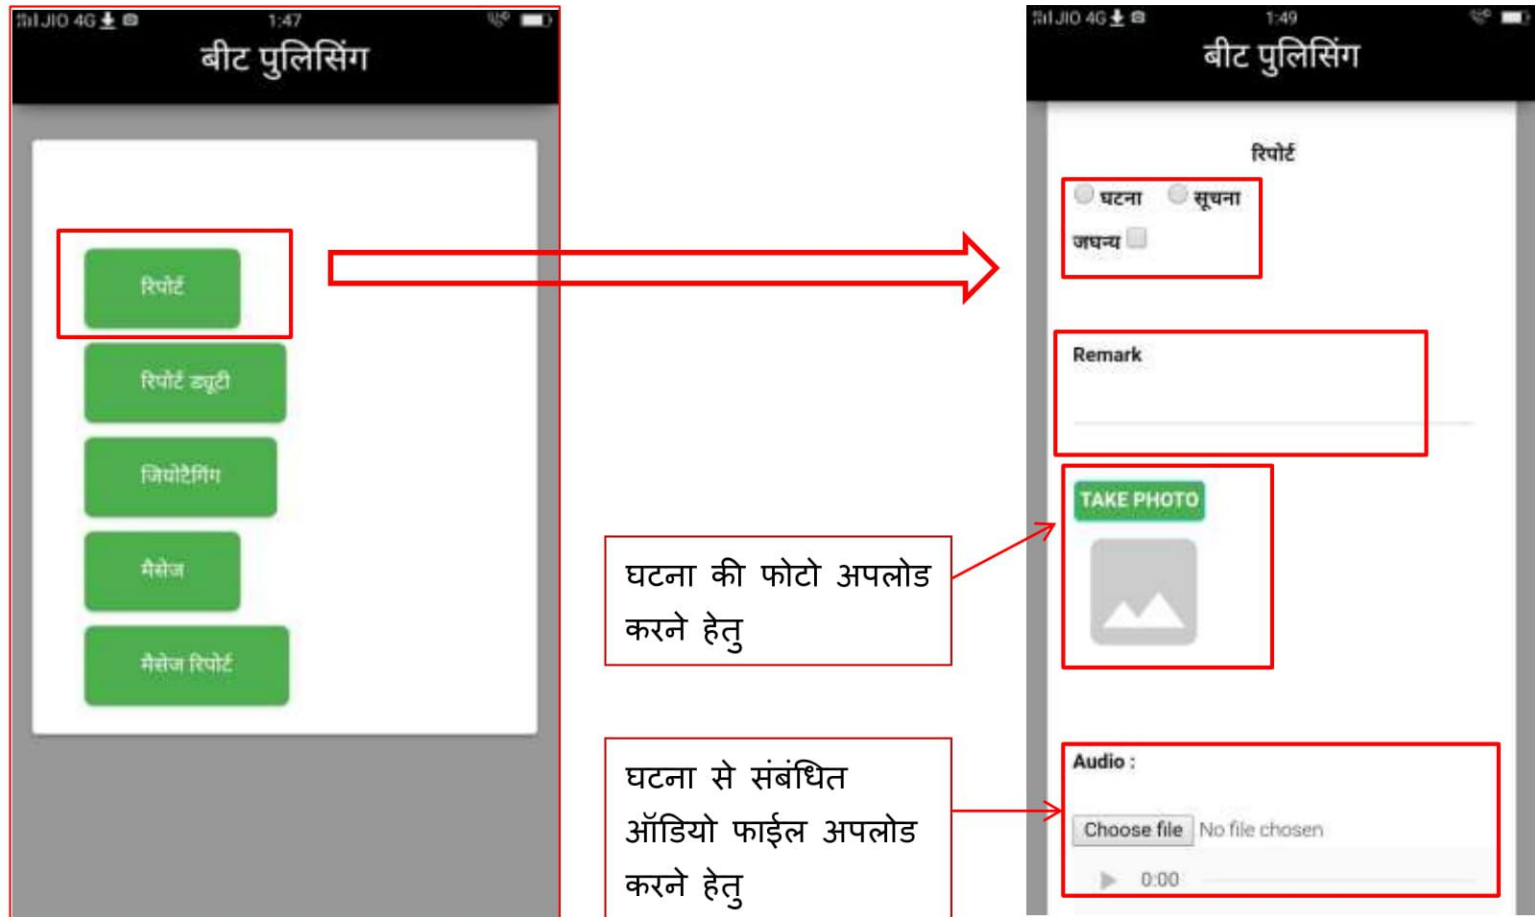 JIO 4G 1:47
बीट पुलिसिंग
रिपोर्ट
रिपोर्ट ड्यूटी
जियोटैगिंग
मैसेज
मैसेज रिपोर्ट
घटना की फोटो अपलोड
करने हेतु
घटना से संबंधित
ऑडियो फाईल अपलोड
करने हेतु
JIO 4G 1:49
बीट पुलिसिंग
रिपोर्ट
घटना सूचना
जघन्य
Remark
TAKE PHOTO
Audio :
Choose file No file chosen
0:00